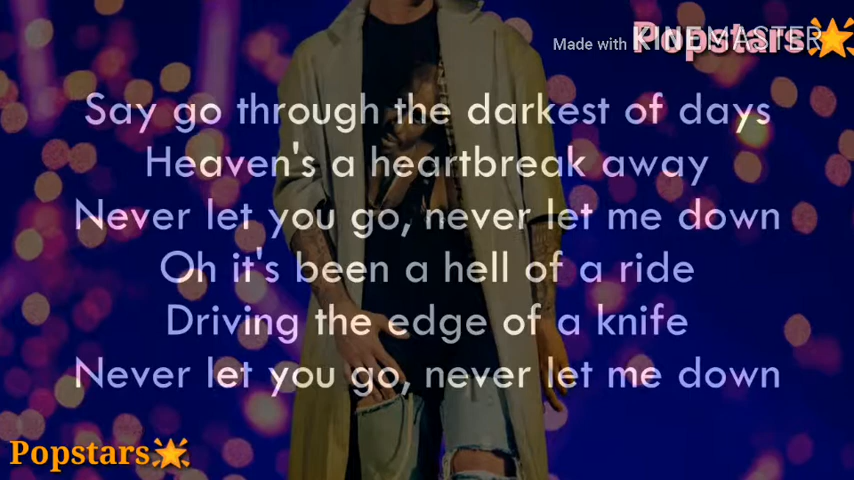 Popstars🌟
Made with KINEMASTER
Say go through the darkest of days
Heaven's a heartbreak away
Never let you go, never let me down
Oh it's been a hell of a ride
Driving the edge of a knife
Never let you go, never let me down
Popstars🌟